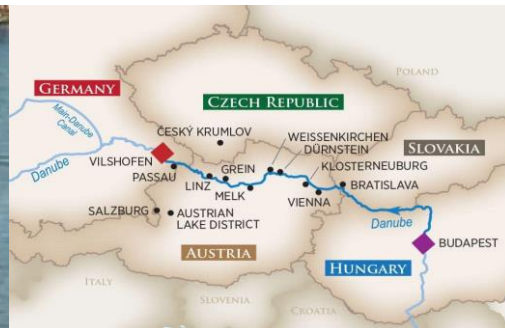 POLAND
GERMANY
Main-Danube
Canal
CZECH REPUBLIC
ČESKÝ KRUMLOV
WEISSENKIRCHEN
DÜRNSTEIN
SLOVAKIA
VILSHOFEN
GREIN
KLOSTERNEUBURG
Danube
PASSAU
LINZ
BRATISLAVA
MELK
VIENNA
SALZBURG
AUSTRIAN
LAKE DISTRICT
Danube
BUDAPEST
AUSTRIA
HUNGARY
ITALY
SLOVENIA
CROATIA